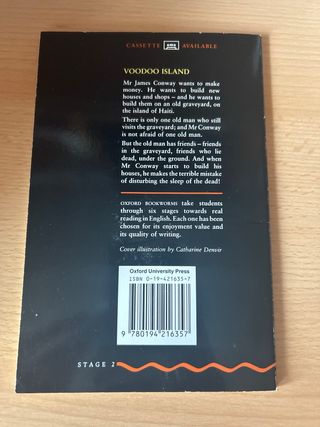 CASSETTE AVAILABLE
VOODOO ISLAND
Mr James Conway wants to make
money. He wants to build new
houses and shops – and he wants to
build them on an old graveyard, on
the island of Haiti.
There is only one old man who still
visits the graveyard; and Mr Conway
is not afraid of one old man.
But the old man has friends – friends
in the graveyard, friends who lie
dead, under the ground. And when
Mr Conway starts to build his
houses, he makes the terrible mistake
of disturbing the sleep of the dead!
OXFORD BOOKWORMS take students
through six stages towards real
reading in English. Each one has been
chosen for its enjoyment value and
its quality of writing.
Cover illustration by Catharine Denvir
Oxford University Press
ISBN 0-19-421635-7
9 780194 216357
STAGE 2